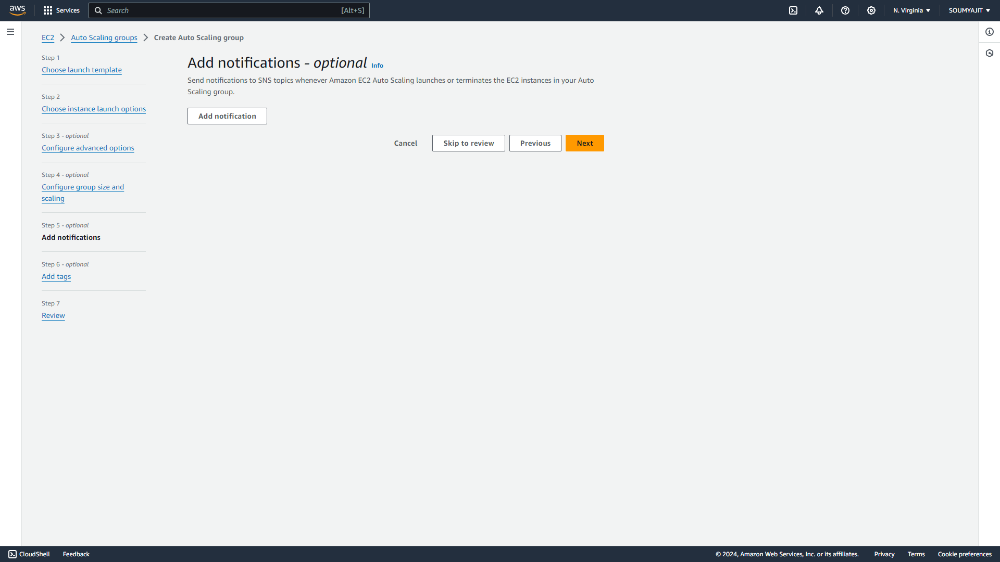 aws
Services
Search [Alt+S]
N. Virginia
SOUMYAJIT
EC2 > Auto Scaling groups > Create Auto Scaling group
Step 1
Choose launch template
Step 2
Choose instance launch options
Step 3 - optional
Configure advanced options
Step 4 - optional
Configure group size and
scaling
Step 5 - optional
Add notifications
Step 6 - optional
Add tags
Step 7
Review
Add notifications - optional Info
Send notifications to SNS topics whenever Amazon EC2 Auto Scaling launches or terminates the EC2 instances in your Auto
Scaling group.
Add notification
Cancel
Skip to review
Previous
Next
CloudShell
Feedback
© 2024, Amazon Web Services, Inc. or its affiliates.
Privacy
Terms
Cookie preferences